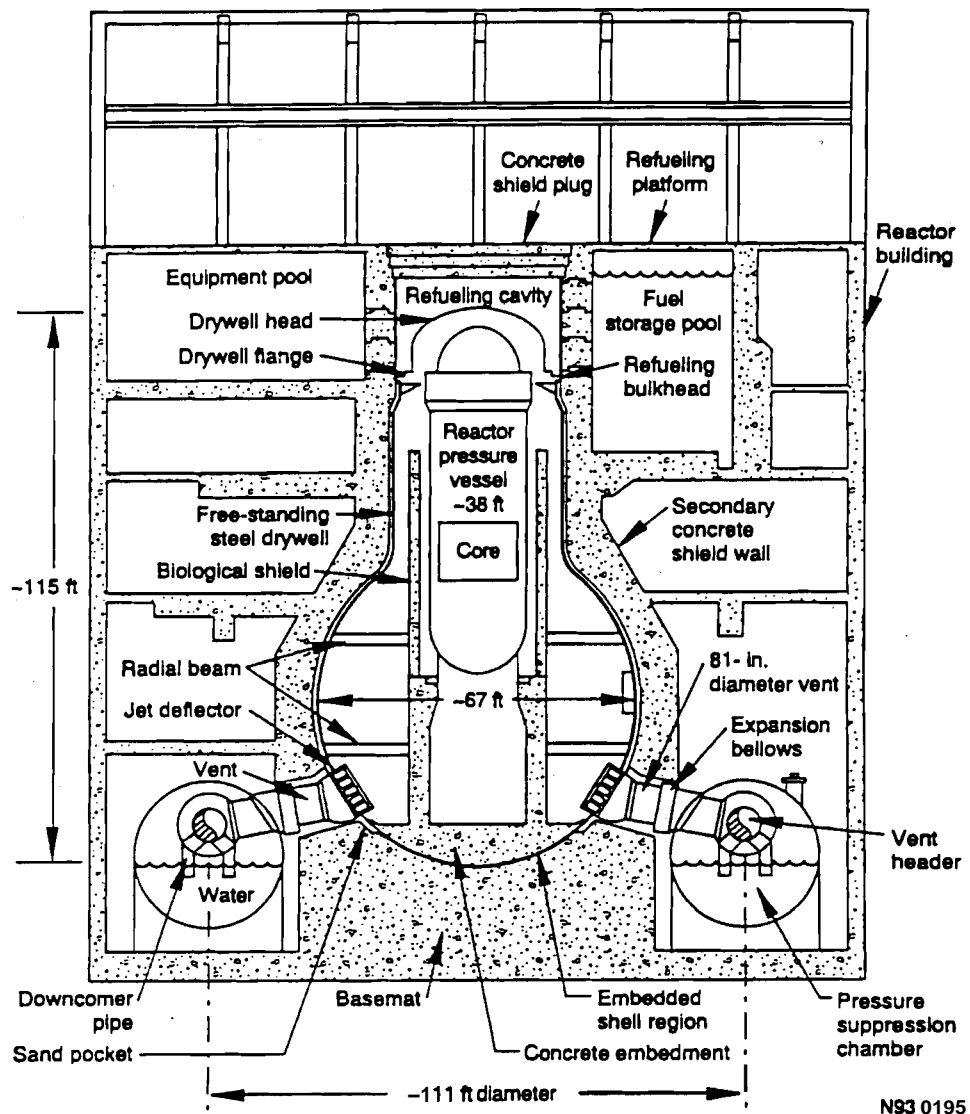 Concrete
shield plug
Refueling
platform
Reactor
building
Equipment pool
Refueling cavity
Fuel
storage pool
Drywell head
Drywell flange
Refueling
bulkhead
Reactor
pressure
vessel
~38 ft
Free-standing
steel drywell
Secondary
concrete
shield wall
Core
Biological shield
~115 ft
Radial beam
81- in.
diameter vent
~67 ft
Jet deflector
Expansion
bellows
Vent
Vent
header
Water
Downcomer
pipe
Basemat
Embedded
shell region
Pressure
suppression
chamber
Sand pocket
Concrete embedment
~111 ft diameter
N93 0195